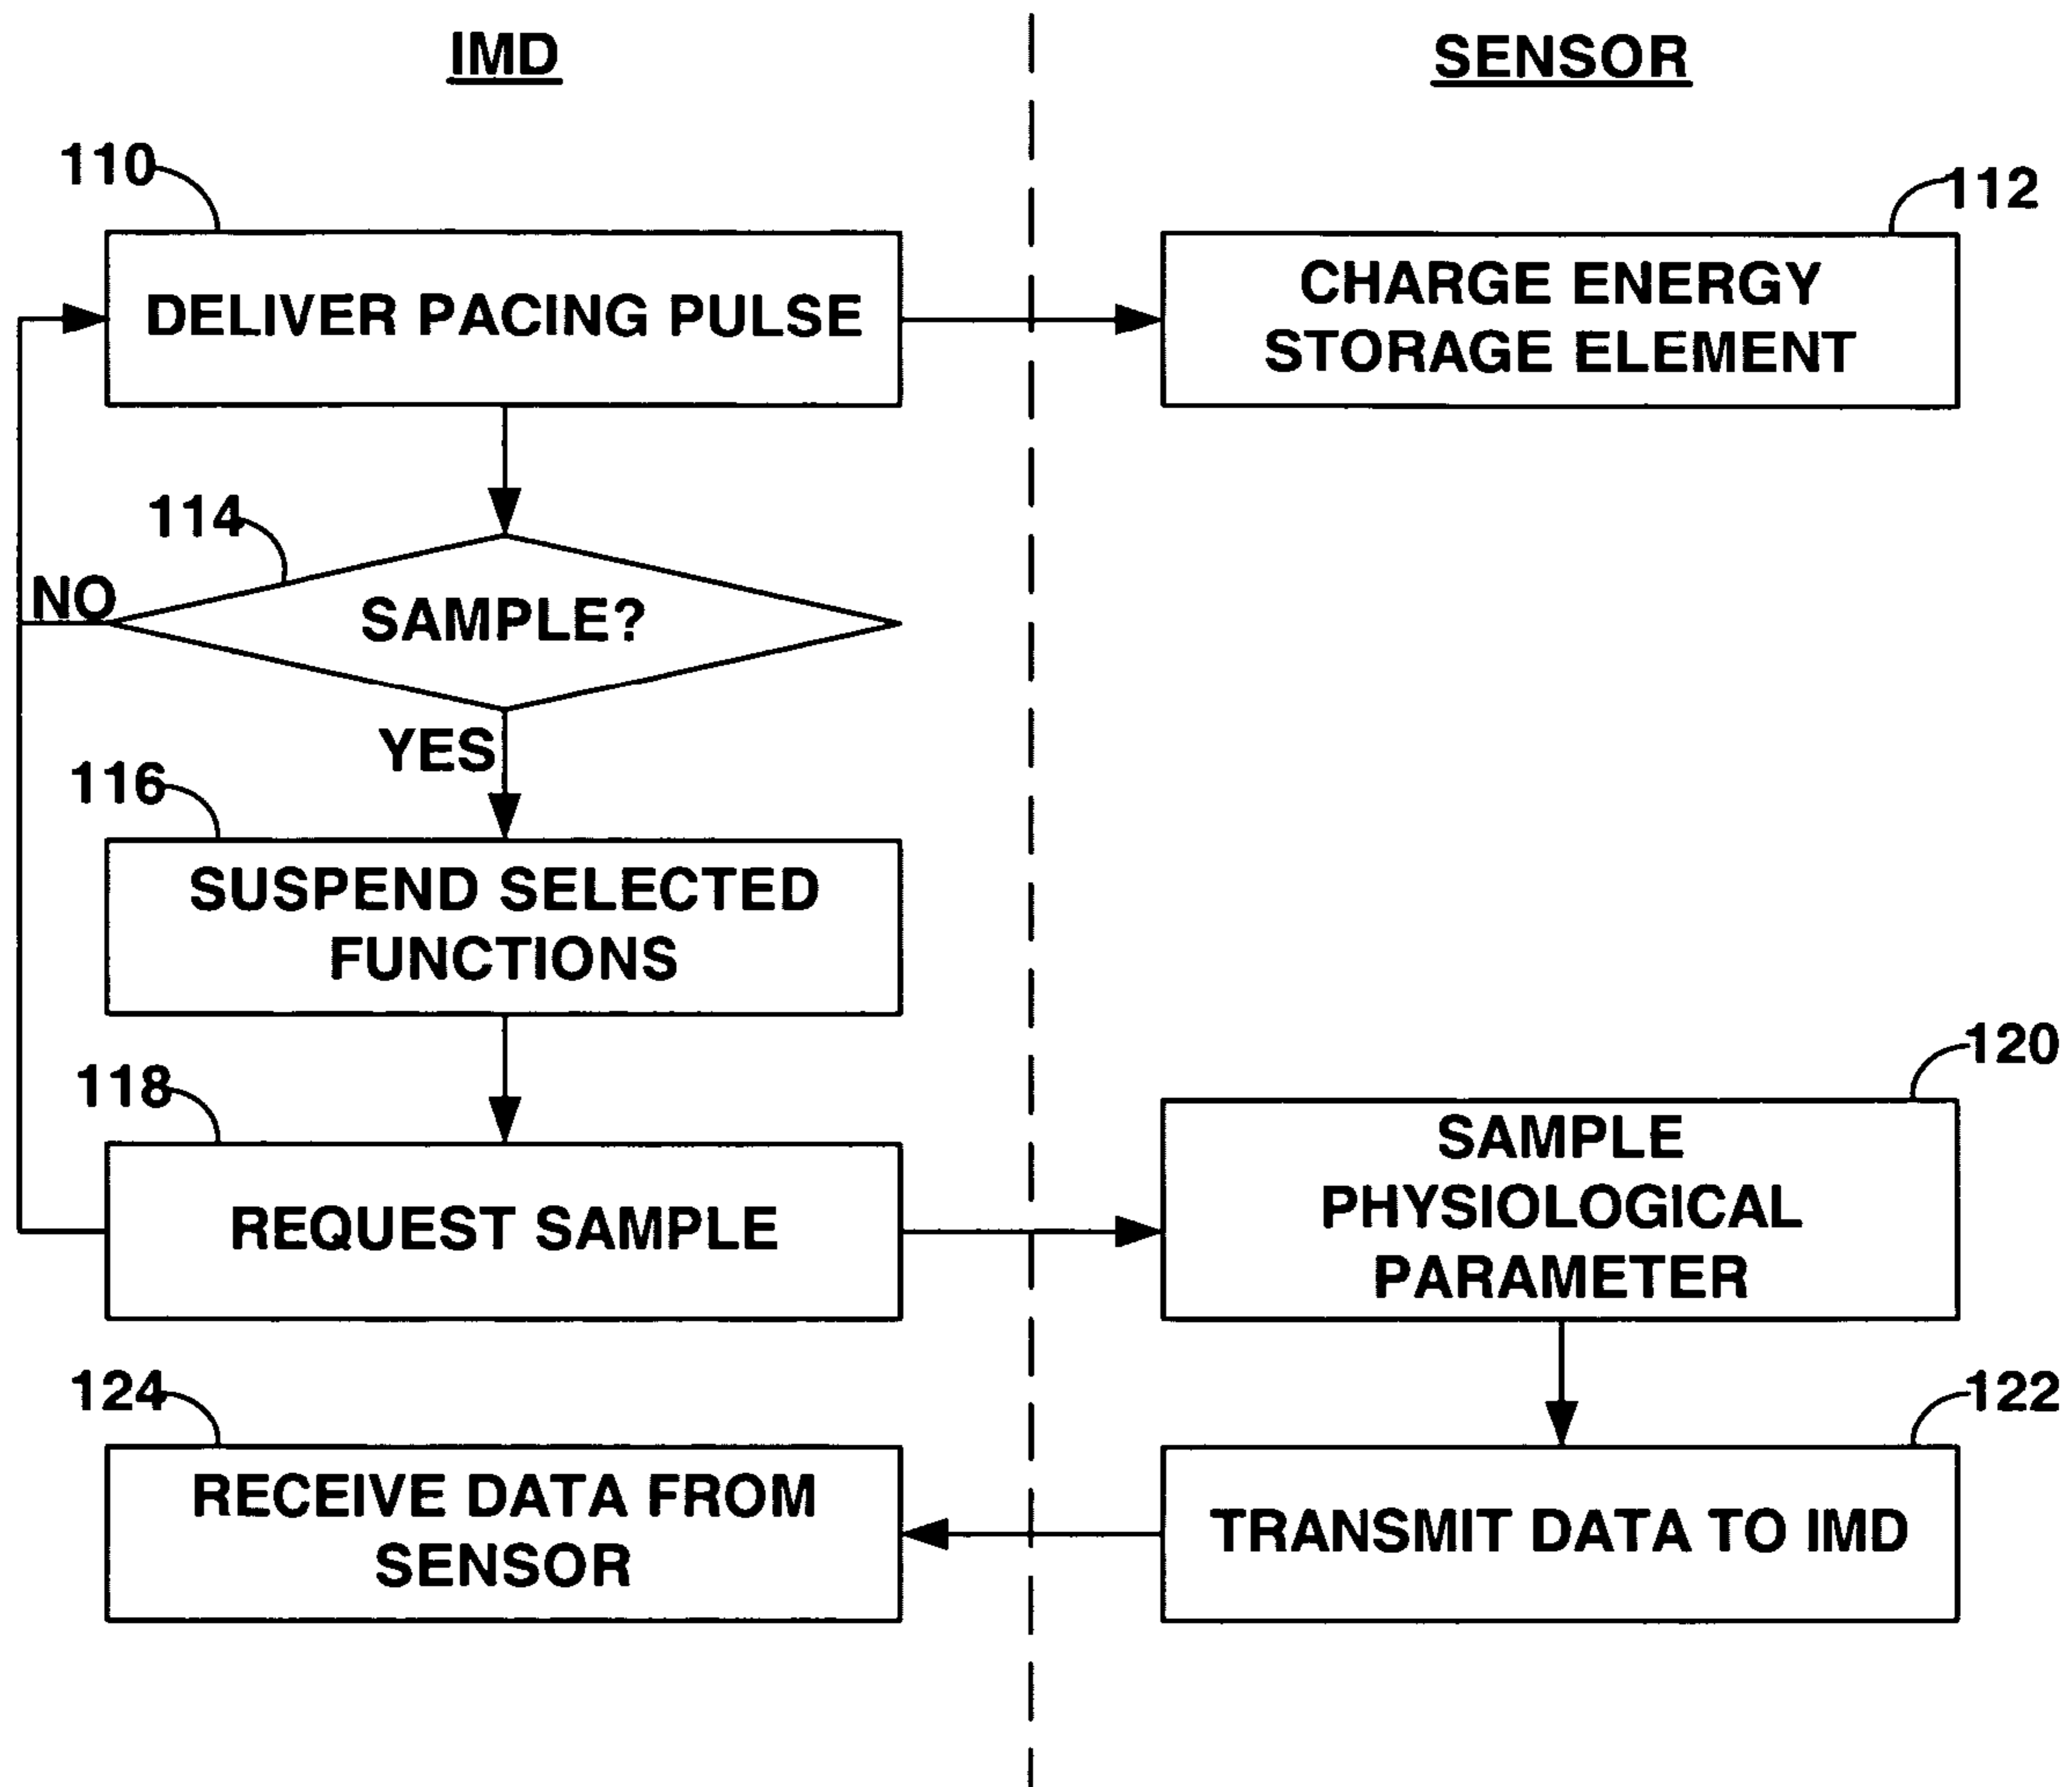 IMD
SENSOR
110
112
DELIVER PACING PULSE
CHARGE ENERGY
STORAGE ELEMENT
114
NO
SAMPLE?
YES
116
SUSPEND SELECTED
FUNCTIONS
118
120
REQUEST SAMPLE
SAMPLE
PHYSIOLOGICAL
PARAMETER
124
122
RECEIVE DATA FROM
SENSOR
TRANSMIT DATA TO IMD